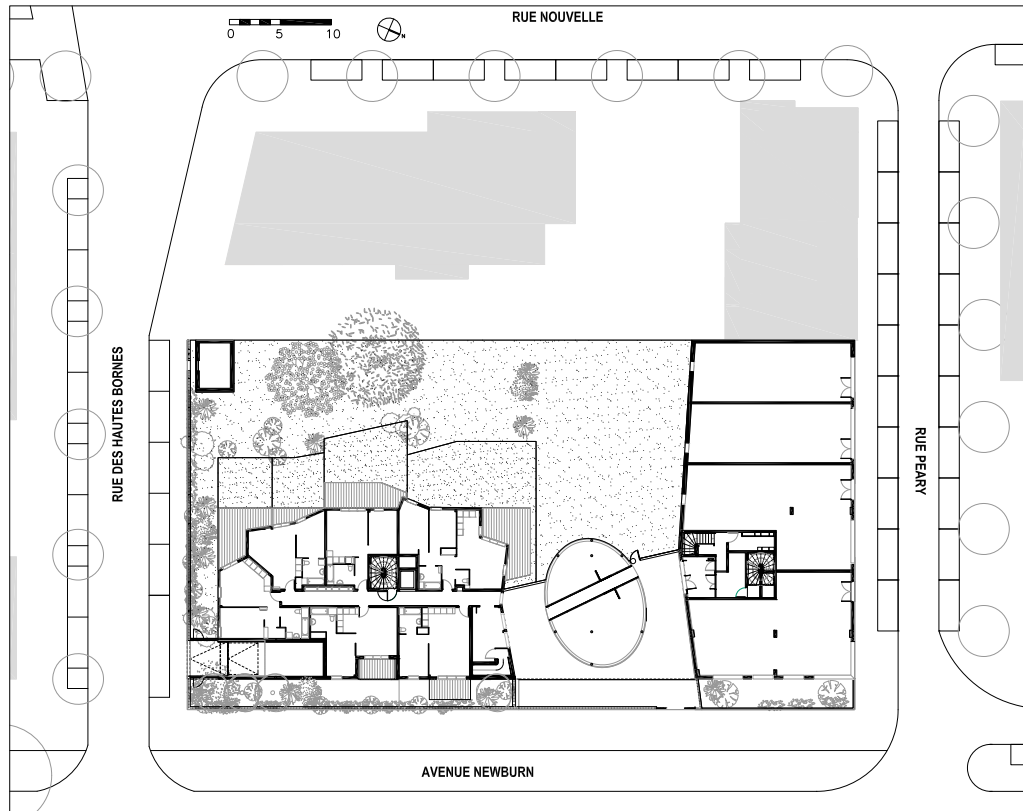 RUE NOUVELLE
0 5 10
N
RUE DES HAUTES BORNES
RUE PEARY
AVENUE NEWBURN